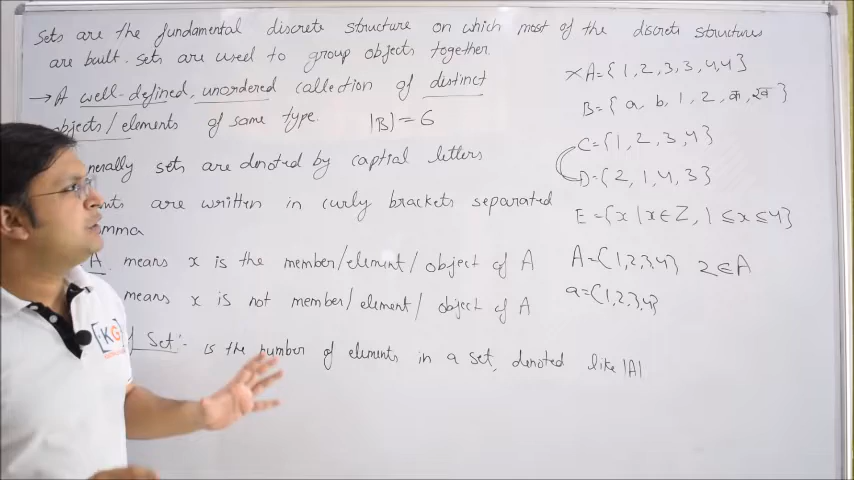 Sets are the fundamental discrete structure on which most of the discrete structures
are built. sets are used to group objects together.
→ A well-defined, unordered collection of distinct
objects/elements of same type. |B| = 6
nerally sets are denoted by captial letters
nts are written in curly brackets separated
omma
A means x is the member/element/object of A
means x is not member/element/object of A
f Set :- is the number of elements in a set, denoted like |A|
× A = {1, 2, 3, 3, 4, 4}
B = {a, b, 1, 2, क, ख}
C = {1, 2, 3, 4}
D = {2, 1, 4, 3}
E = {x | x ∈ Z, 1 ≤ x ≤ 4}
A = {1, 2, 3, 4} 2 ∈ A
a = {1, 2, 3, 4}
KG